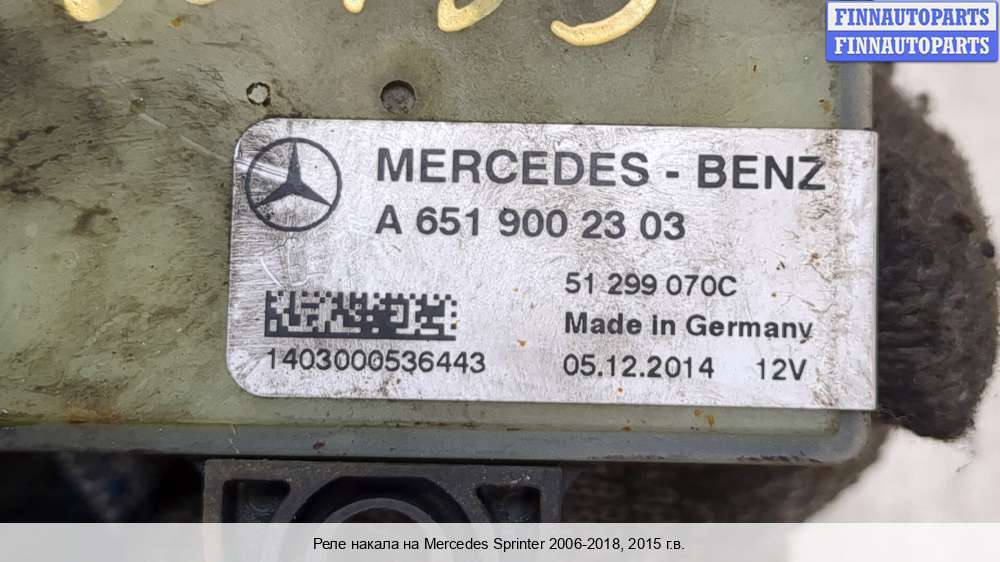 FINNAUTOPARTS
FINNAUTOPARTS
MERCEDES - BENZ
A 651 900 23 03
51 299 070C
Made in Germany
1403000536443
05.12.2014 12V
Реле накала на Mercedes Sprinter 2006-2018, 2015 г.в.